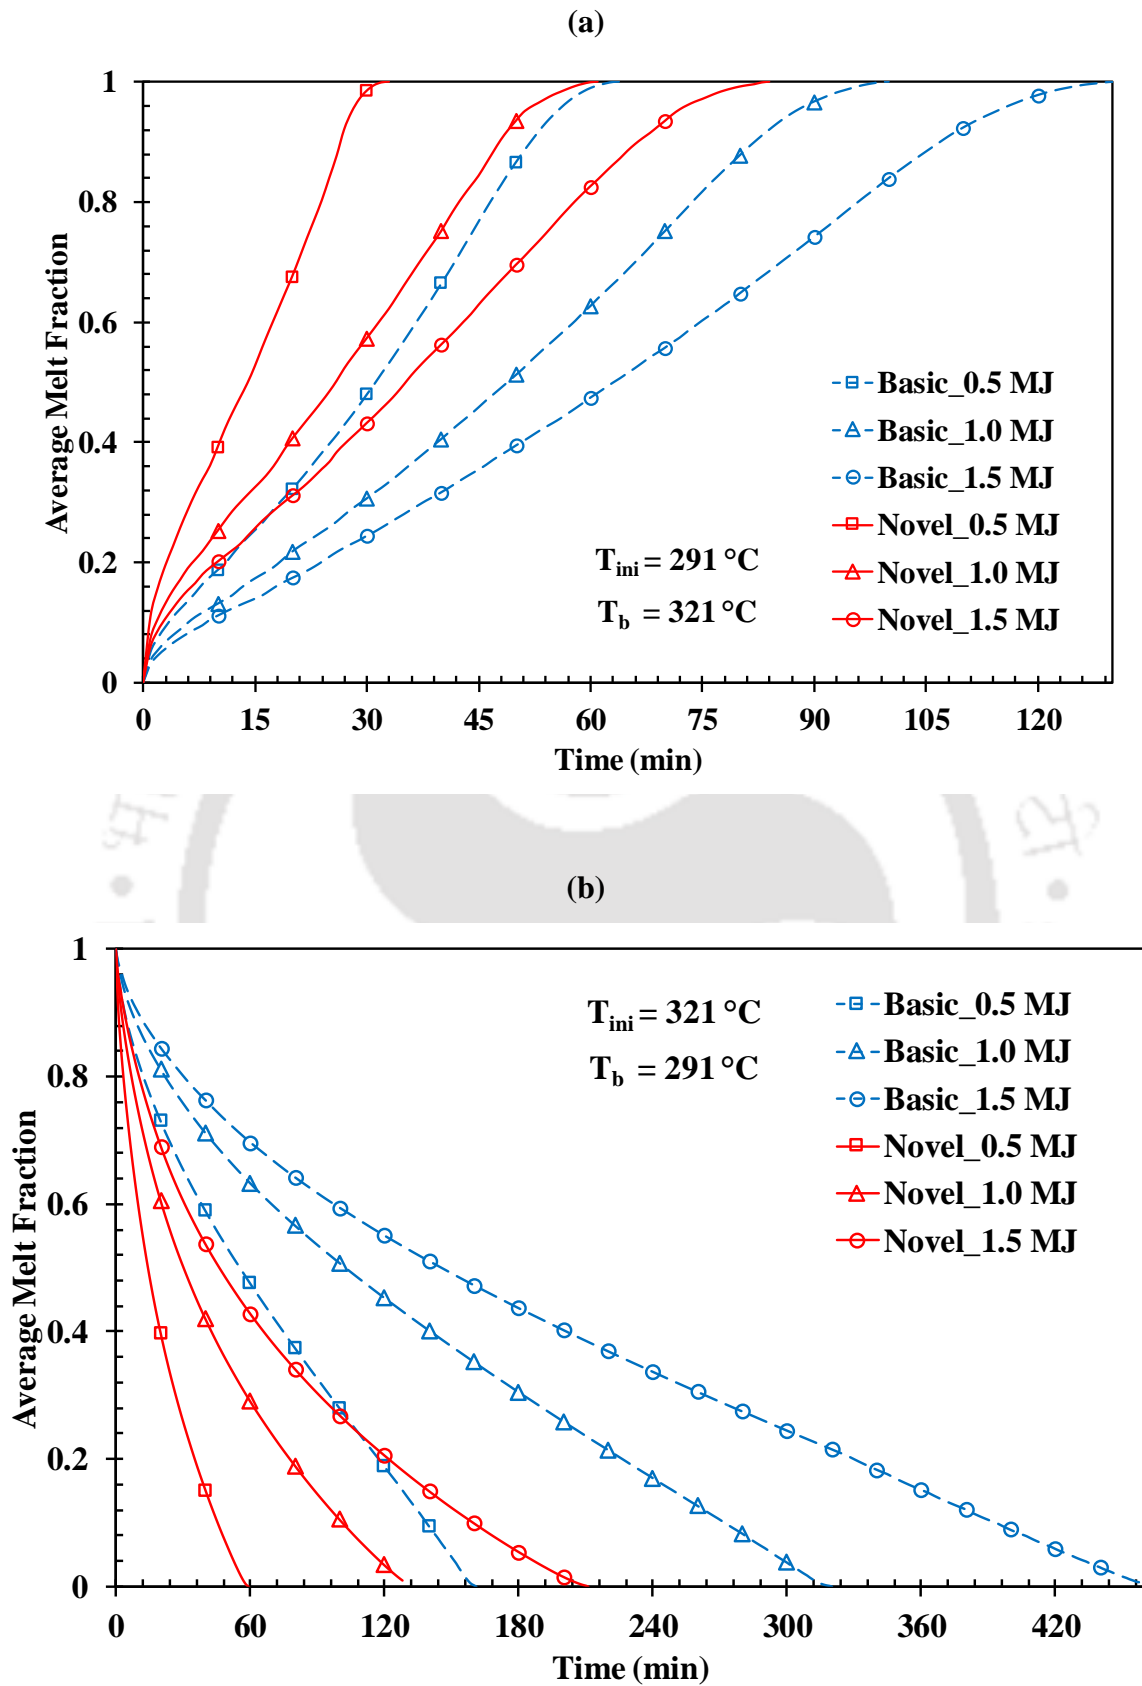 (a)
1
0.8
0.6
0.4
0.2
0
Average Melt Fraction
Basic_0.5 MJ
Basic_1.0 MJ
Basic_1.5 MJ
Novel_0.5 MJ
Novel_1.0 MJ
Novel_1.5 MJ
T_ini = 291 °C
T_b = 321 °C
0 15 30 45 60 75 90 105 120
Time (min)
(b)
1
0.8
0.6
0.4
0.2
0
Average Melt Fraction
T_ini = 321 °C
T_b = 291 °C
Basic_0.5 MJ
Basic_1.0 MJ
Basic_1.5 MJ
Novel_0.5 MJ
Novel_1.0 MJ
Novel_1.5 MJ
0 60 120 180 240 300 360 420
Time (min)